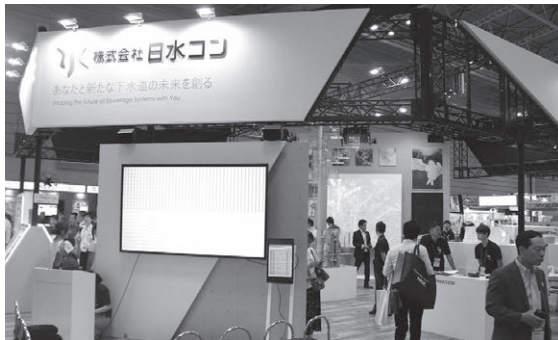 株式会社 日水コン
あなたと新たな下水道の未来を創る
Shaping the future of Sewerage Systems with You